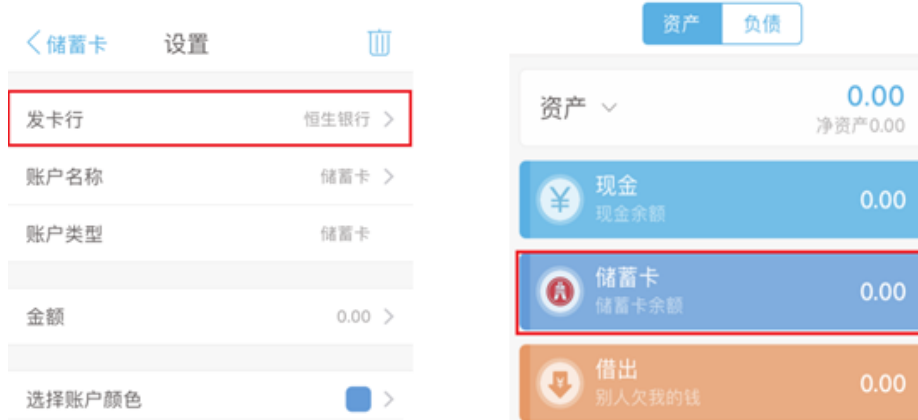 储蓄卡 设置
发卡行 恒生银行
账户名称 储蓄卡
账户类型 储蓄卡
金额 0.00
选择账户颜色
资产 负债
资产 0.00
净资产0.00
现金
现金余额 0.00
储蓄卡
储蓄卡余额 0.00
借出
别人欠我的钱 0.00